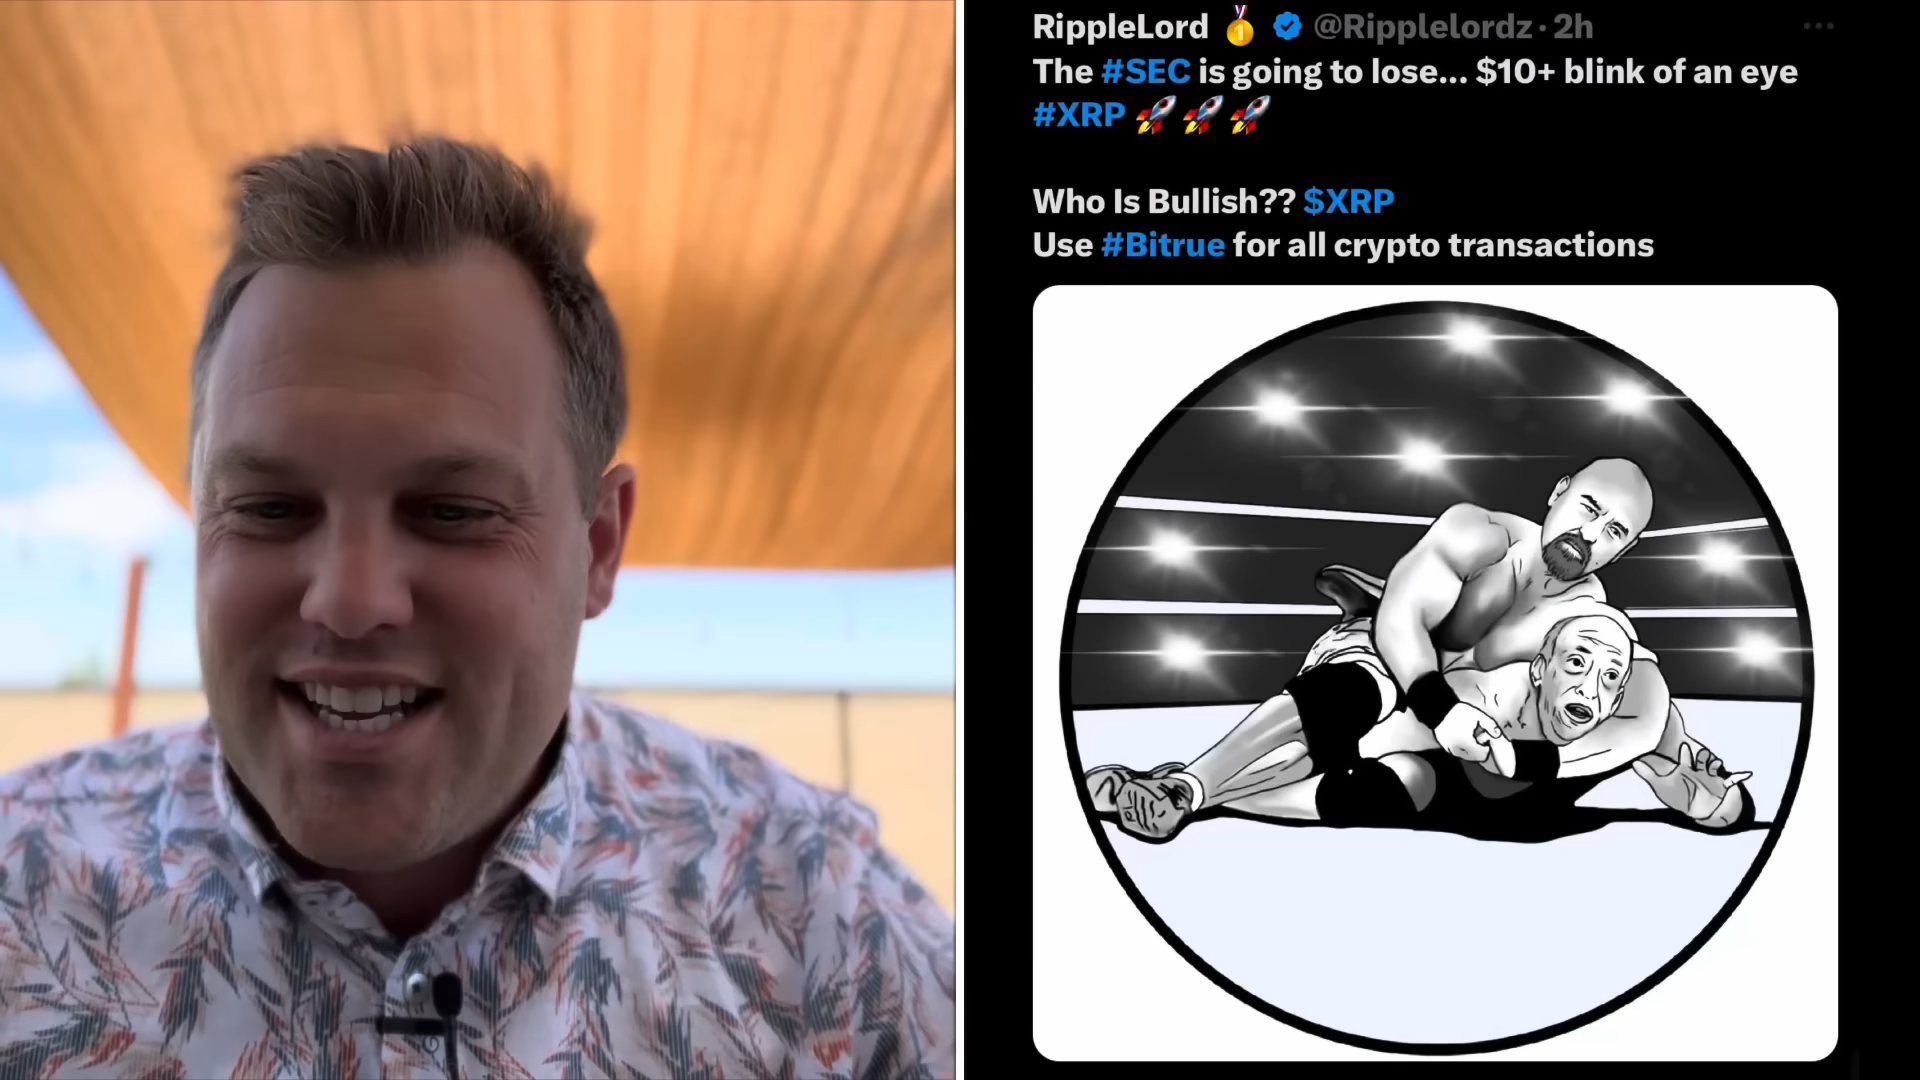 RippleLord 🏅 @Ripplelordz · 2h
The #SEC is going to lose... $10+ blink of an eye
#XRP 🚀🚀🚀
Who Is Bullish?? $XRP
Use #Bitrue for all crypto transactions